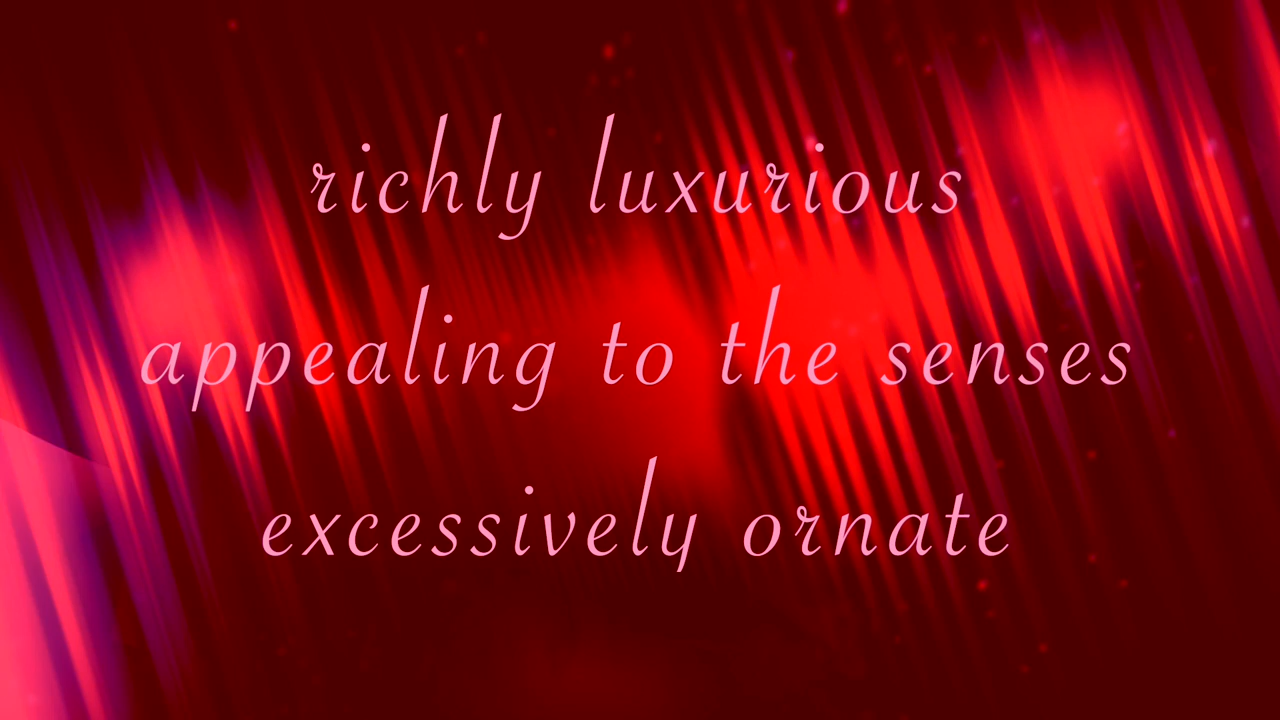 richly luxurious
appealing to the senses
excessively ornate